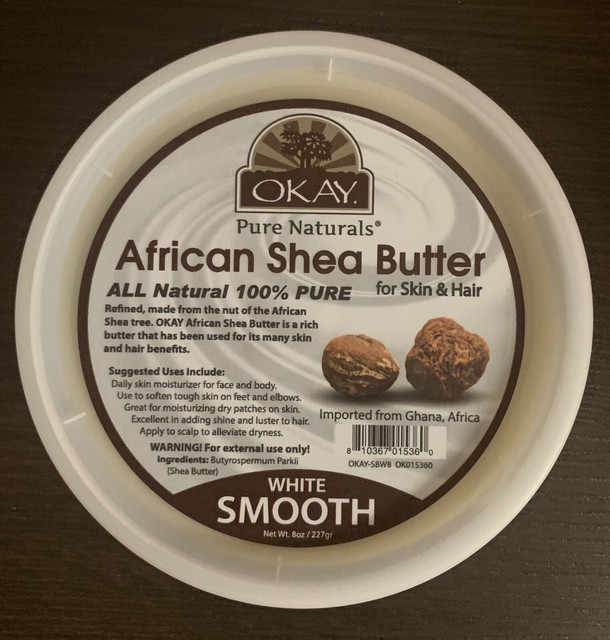 OKAY.
Pure Naturals®
African Shea Butter
ALL Natural 100% PURE
for Skin & Hair
Refined, made from the nut of the African
Shea tree. OKAY African Shea Butter is a rich
butter that has been used for its many skin
and hair benefits.
Suggested Uses Include:
Daily skin moisturizer for face and body.
Use to soften tough skin on feet and elbows.
Great for moisturizing dry patches on skin.
Excellent in adding shine and luster to hair.
Apply to scalp to alleviate dryness.
WARNING! For external use only!
Ingredients: Butyrospermum Parkii
(Shea Butter)
Imported from Ghana, Africa
8 10367 01536 0
OKAY-SBW8 OK015360
WHITE
SMOOTH
Net Wt. 8oz / 227gr